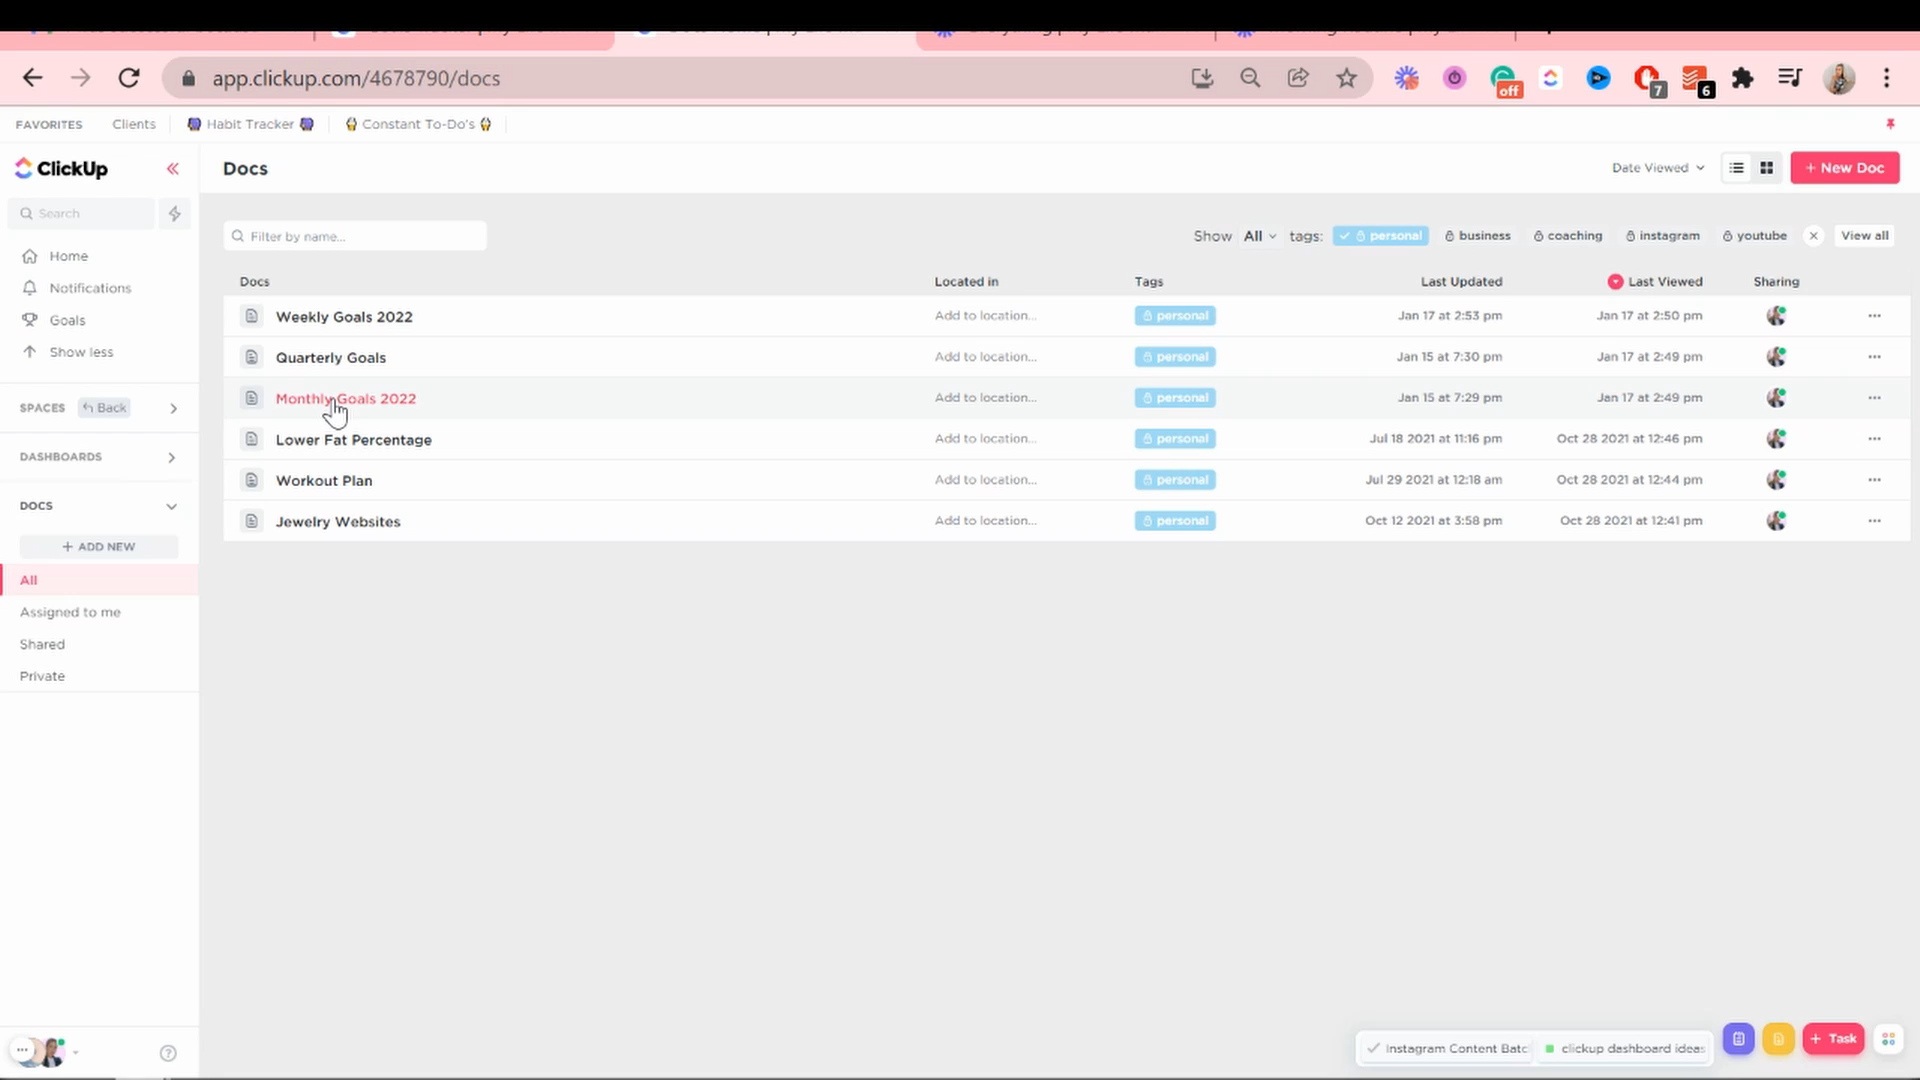 app.clickup.com/4678790/docs
off
7
6
FAVORITES Clients Habit Tracker Constant To-Do's
ClickUp
Docs
Date Viewed
+ New Doc
Search
Filter by name...
Show All tags: personal business coaching instagram youtube View all
Home
Notifications
Goals
Show less
SPACES Back
DASHBOARDS
DOCS
+ ADD NEW
All
Assigned to me
Shared
Private
Docs Located in Tags Last Updated Last Viewed Sharing
Weekly Goals 2022 Add to location... personal Jan 17 at 2:53 pm Jan 17 at 2:50 pm
Quarterly Goals Add to location... personal Jan 15 at 7:30 pm Jan 17 at 2:49 pm
Monthly Goals 2022 Add to location... personal Jan 15 at 7:29 pm Jan 17 at 2:49 pm
Lower Fat Percentage Add to location... personal Jul 18 2021 at 11:16 pm Oct 28 2021 at 12:46 pm
Workout Plan Add to location... personal Jul 29 2021 at 12:18 am Oct 28 2021 at 12:44 pm
Jewelry Websites Add to location... personal Oct 12 2021 at 3:58 pm Oct 28 2021 at 12:41 pm
Instagram Content Batc clickup dashboard ideas
+ Task